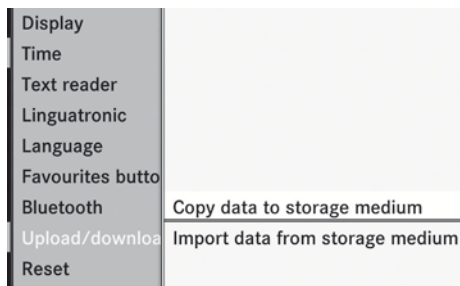 Display
Time
Text reader
Linguatronic
Language
Favourites butto
Bluetooth
Copy data to storage medium
Upload/downloa
Import data from storage medium
Reset